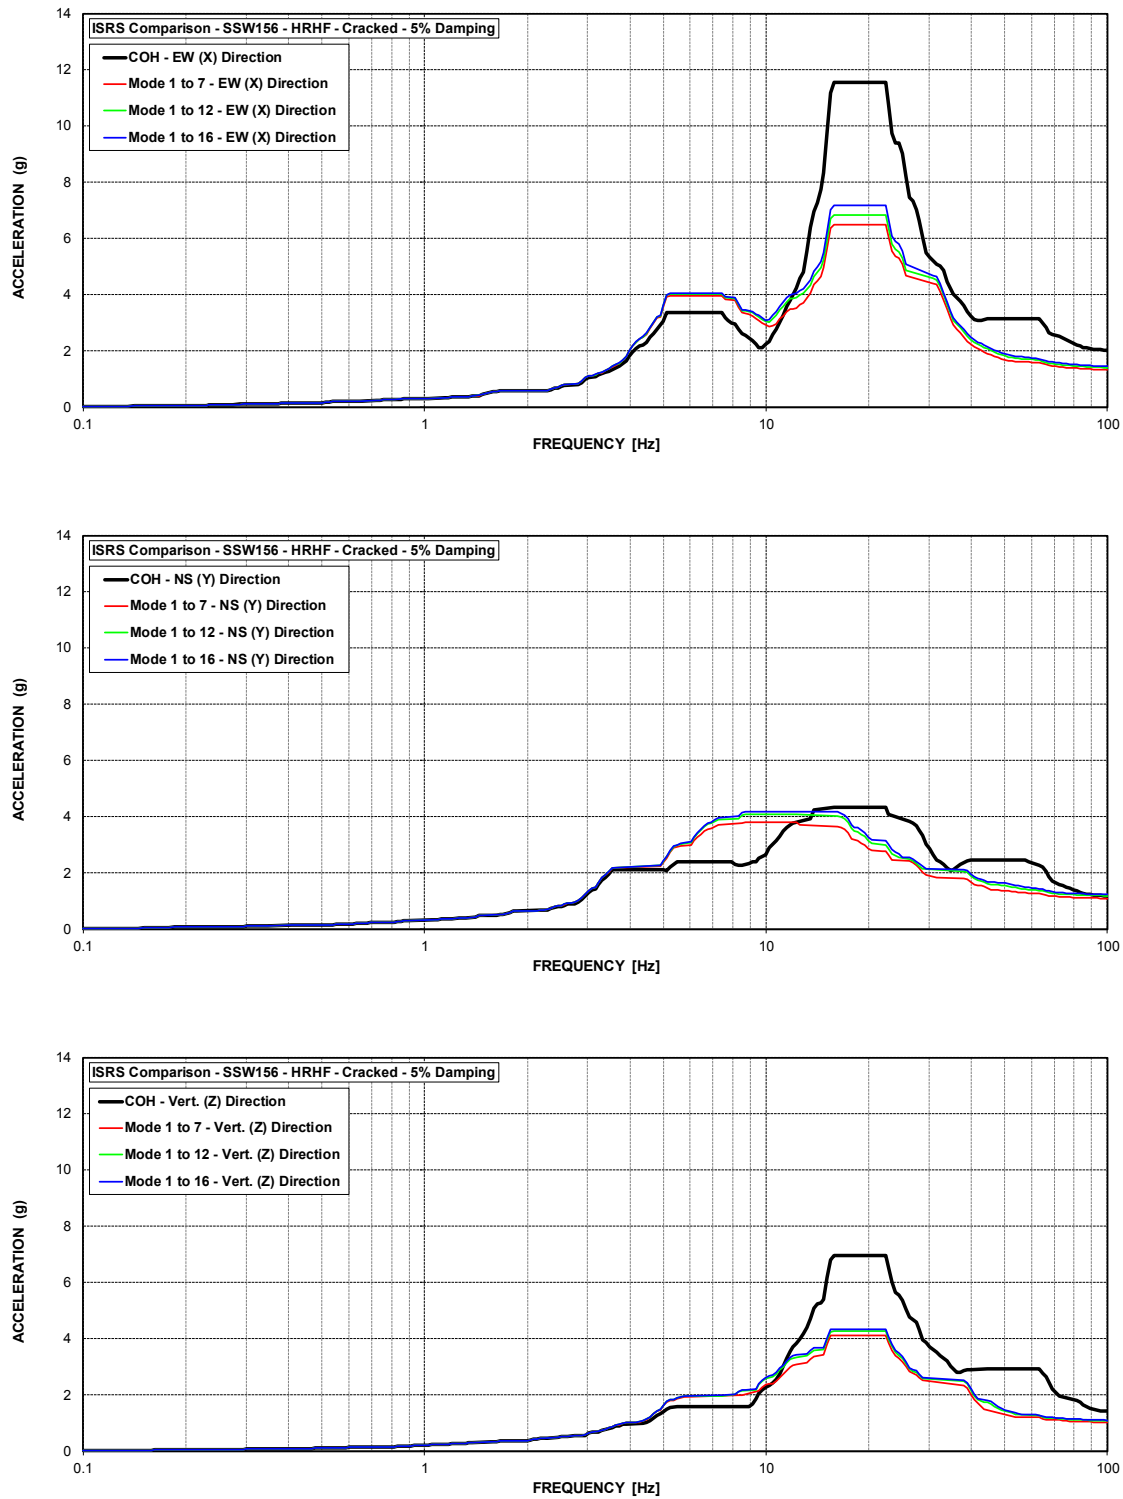 ISRS Comparison - SSW156 - HRHF - Cracked - 5% Damping
COH - EW (X) Direction
Mode 1 to 7 - EW (X) Direction
Mode 1 to 12 - EW (X) Direction
Mode 1 to 16 - EW (X) Direction
ACCELERATION (g)
14
12
10
8
6
4
2
0
0.1
1
10
100
FREQUENCY [Hz]
ISRS Comparison - SSW156 - HRHF - Cracked - 5% Damping
COH - NS (Y) Direction
Mode 1 to 7 - NS (Y) Direction
Mode 1 to 12 - NS (Y) Direction
Mode 1 to 16 - NS (Y) Direction
ACCELERATION (g)
14
12
10
8
6
4
2
0
0.1
1
10
100
FREQUENCY [Hz]
ISRS Comparison - SSW156 - HRHF - Cracked - 5% Damping
COH - Vert. (Z) Direction
Mode 1 to 7 - Vert. (Z) Direction
Mode 1 to 12 - Vert. (Z) Direction
Mode 1 to 16 - Vert. (Z) Direction
ACCELERATION (g)
14
12
10
8
6
4
2
0
0.1
1
10
100
FREQUENCY [Hz]